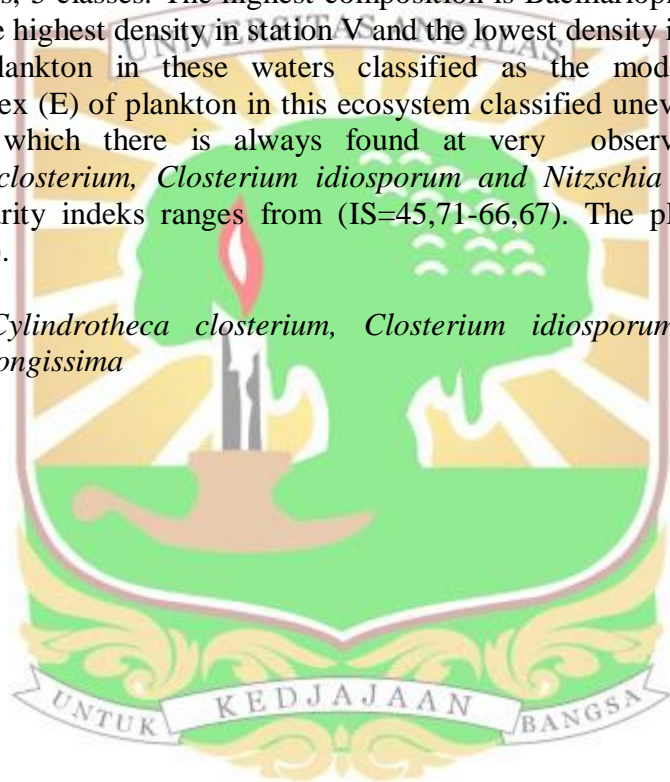 s, 5 classes. The highest composition is Bacillariop
e highest density in station V and the lowest density i
UNIVERSITAS ANDALAS
lankton in these waters classified as the mod
ex (E) of plankton in this ecosystem classified unev
which there is always found at very observ
closterium, Closterium idiosporum and Nitzschia
arity indeks ranges from (IS=45,71-66,67). The pl
).
Cylindrotheca closterium, Closterium idiosporum
ongissima
UNTUK KEDJAJAAN BANGSA